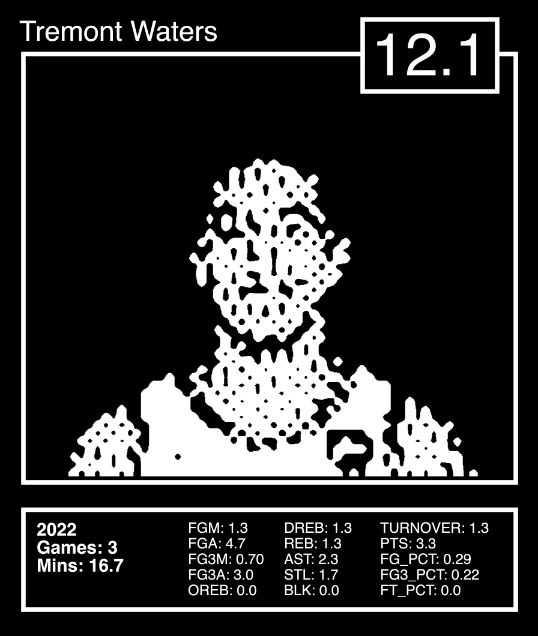 Tremont Waters
12.1
2022
Games: 3
Mins: 16.7
FGM: 1.3
FGA: 4.7
FG3M: 0.70
FG3A: 3.0
OREB: 0.0
DREB: 1.3
REB: 1.3
AST: 2.3
STL: 1.7
BLK: 0.0
TURNOVER: 1.3
PTS: 3.3
FG_PCT: 0.29
FG3_PCT: 0.22
FT_PCT: 0.0